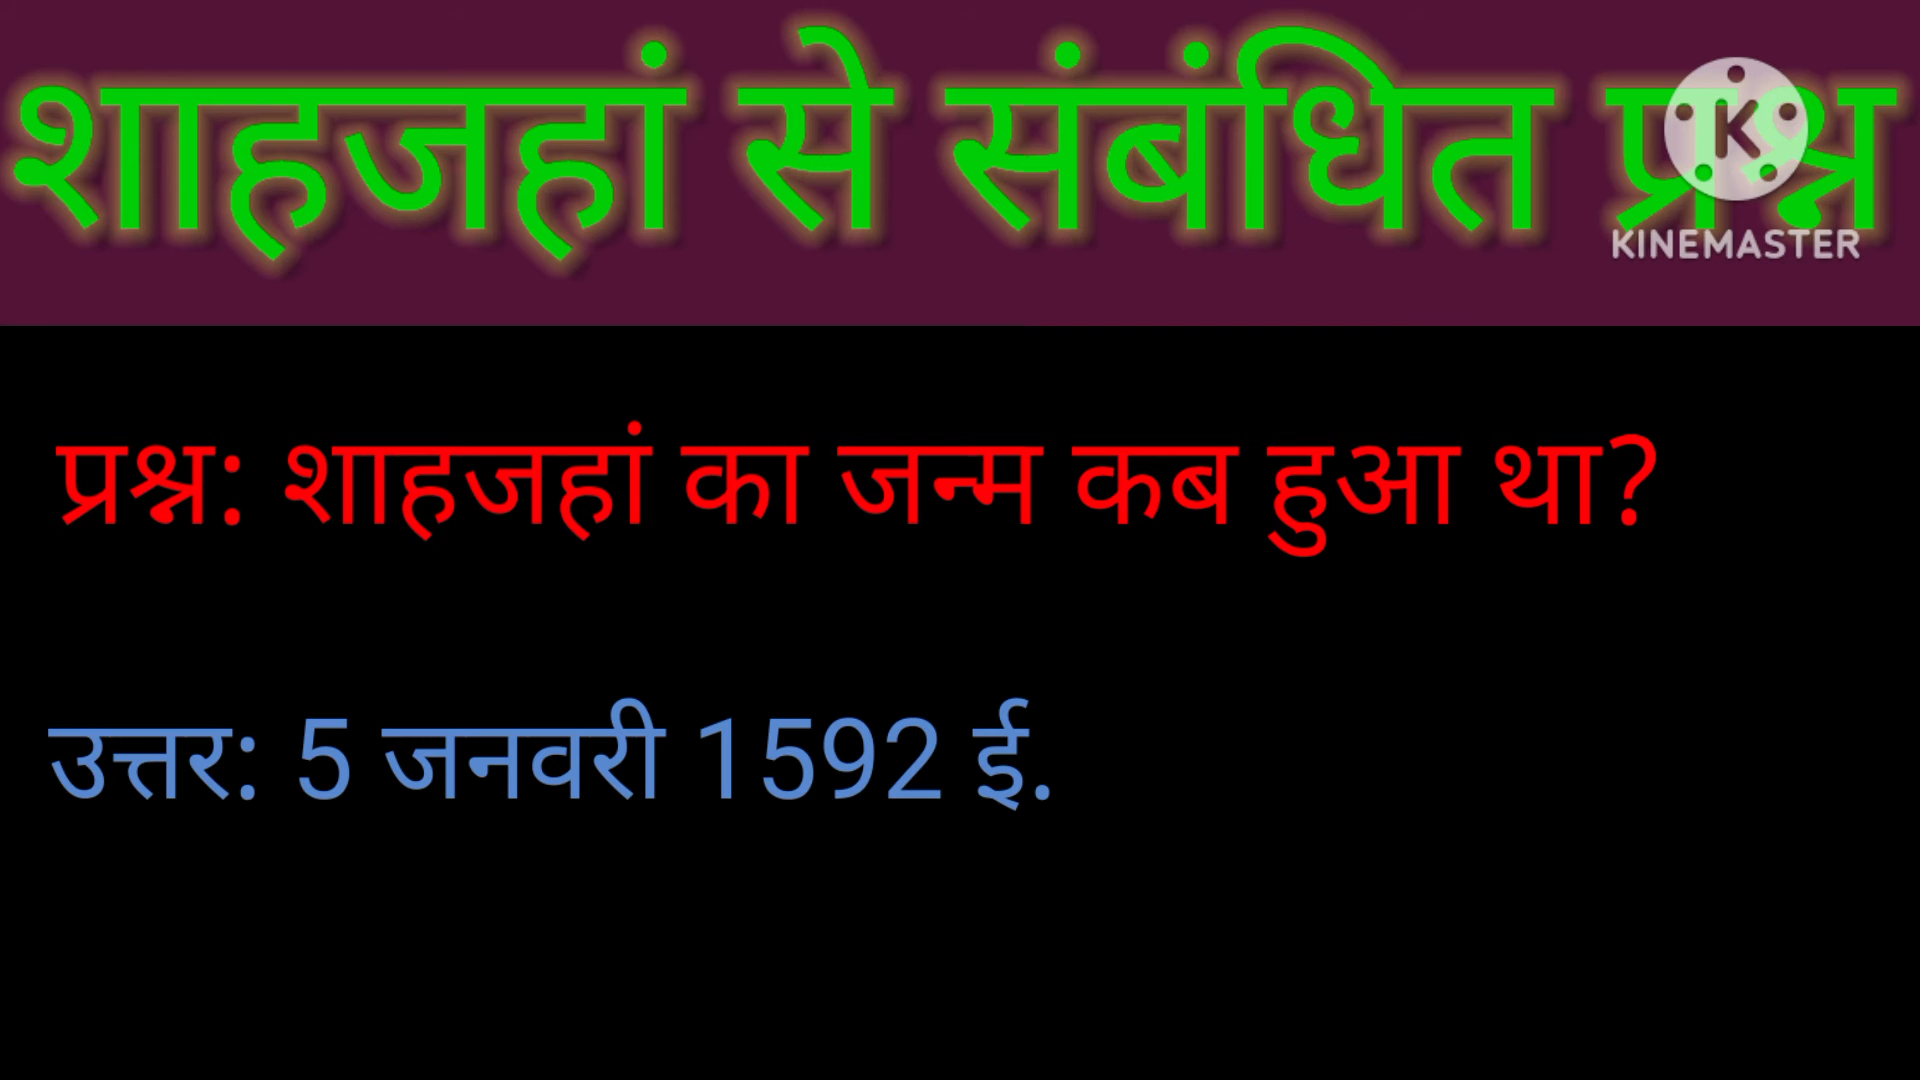 शाहजहां से संबंधित प्रश्न
K
KINEMASTER
प्रश्न: शाहजहां का जन्म कब हुआ था?
उत्तर: 5 जनवरी 1592 ई.